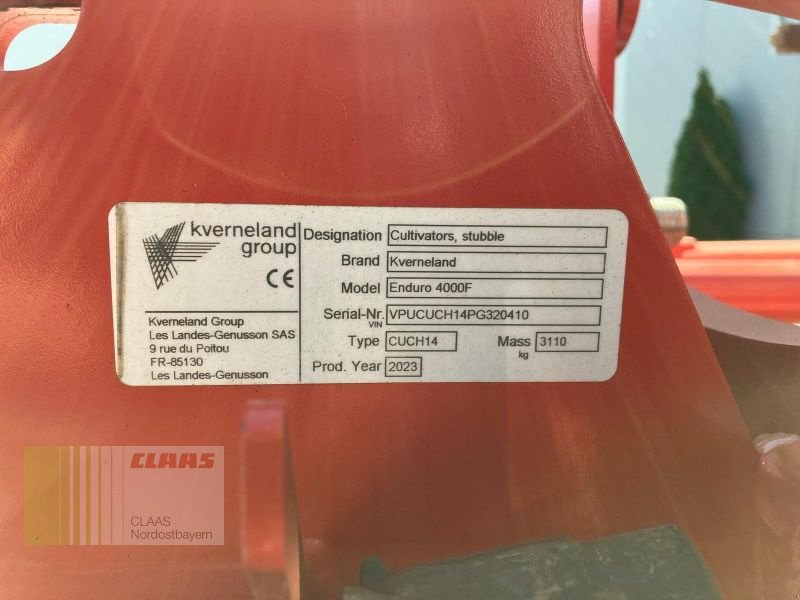 kverneland
group
CE
Kverneland Group
Les Landes-Genusson SAS
9 rue du Poitou
FR-85130
Les Landes-Genusson
Designation Cultivators, stubble
Brand Kverneland
Model Enduro 4000F
Serial-Nr. VPUCUCH14PG320410
VIN
Type CUCH14 Mass 3110
kg
Prod. Year 2023
CLAAS
CLAAS
Nordostbayern